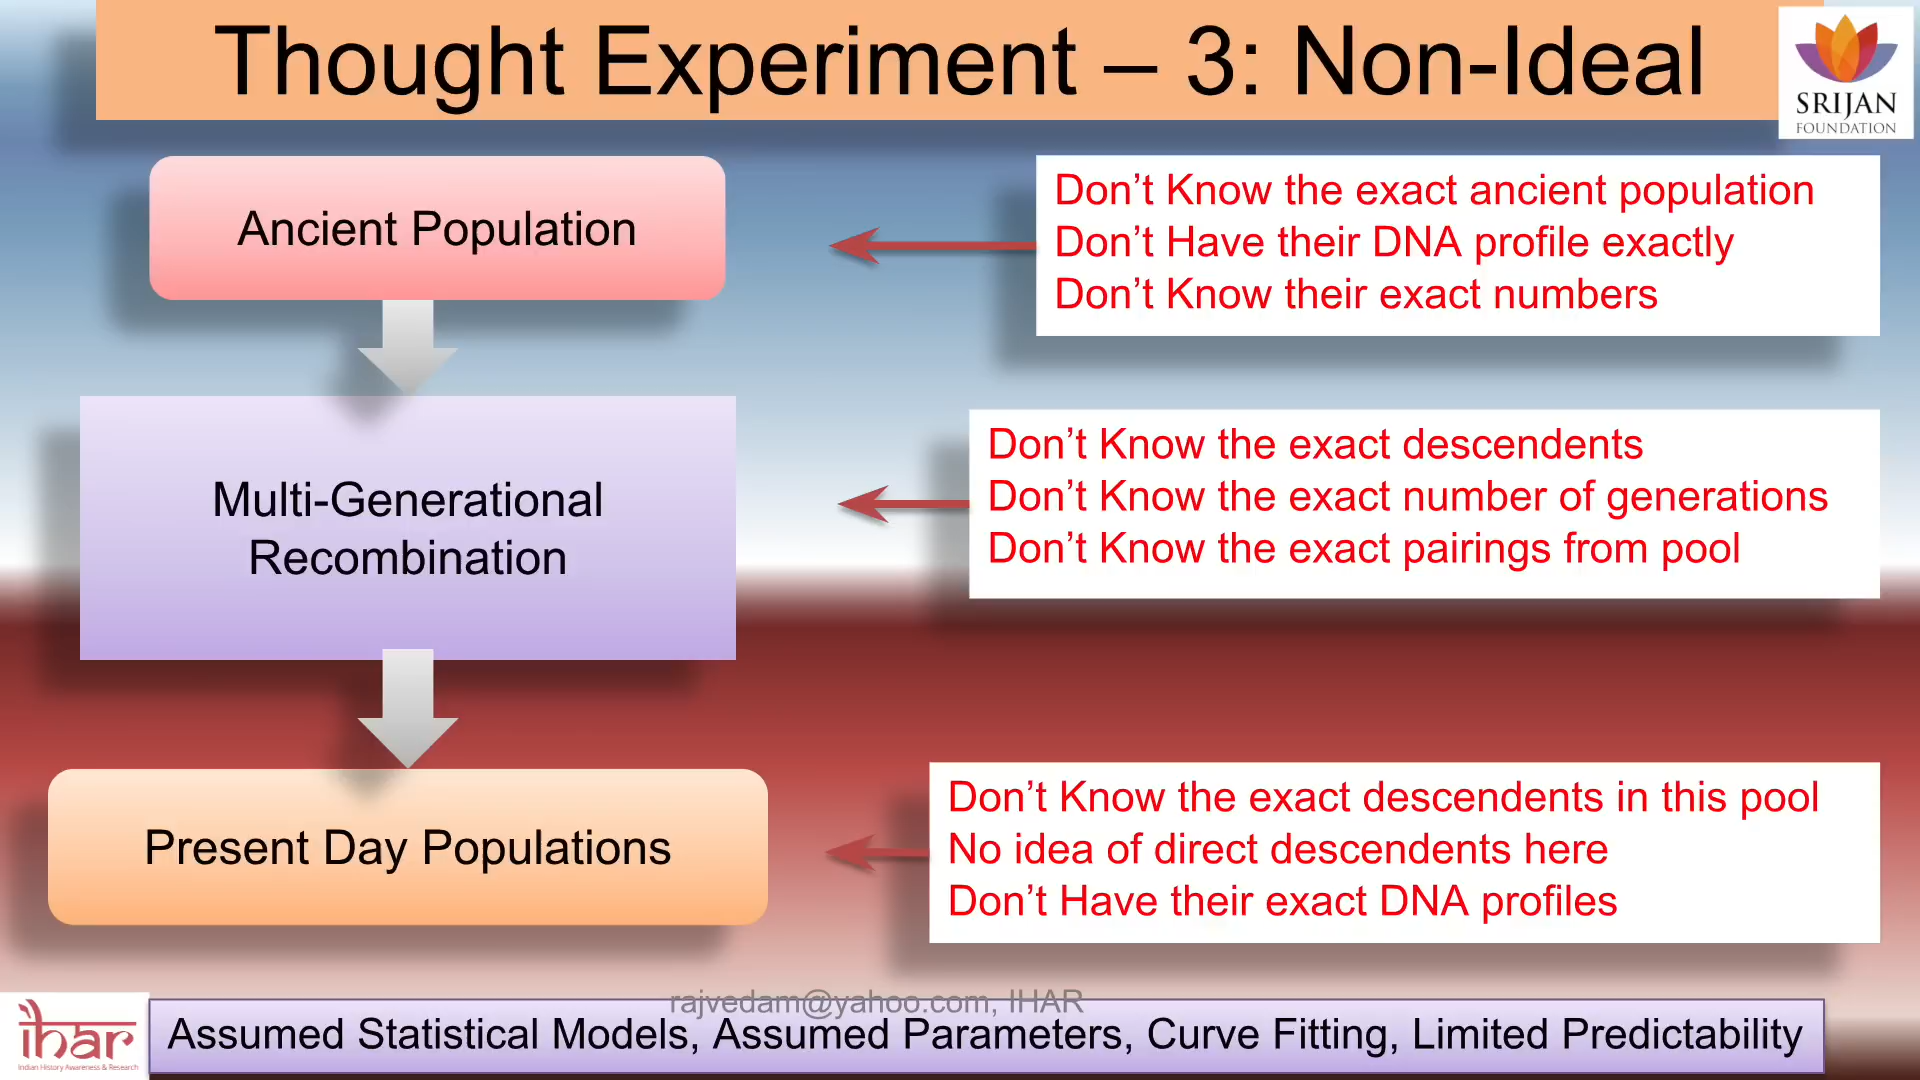 Thought Experiment – 3: Non-Ideal
SRIJAN
FOUNDATION
Ancient Population
Don’t Know the exact ancient population
Don’t Have their DNA profile exactly
Don’t Know their exact numbers
Multi-Generational
Recombination
Don’t Know the exact descendents
Don’t Know the exact number of generations
Don’t Know the exact pairings from pool
Present Day Populations
Don’t Know the exact descendents in this pool
No idea of direct descendents here
Don’t Have their exact DNA profiles
rajvedam@yahoo.com, IHAR
ihar
Indian History Awareness & Research
Assumed Statistical Models, Assumed Parameters, Curve Fitting, Limited Predictability